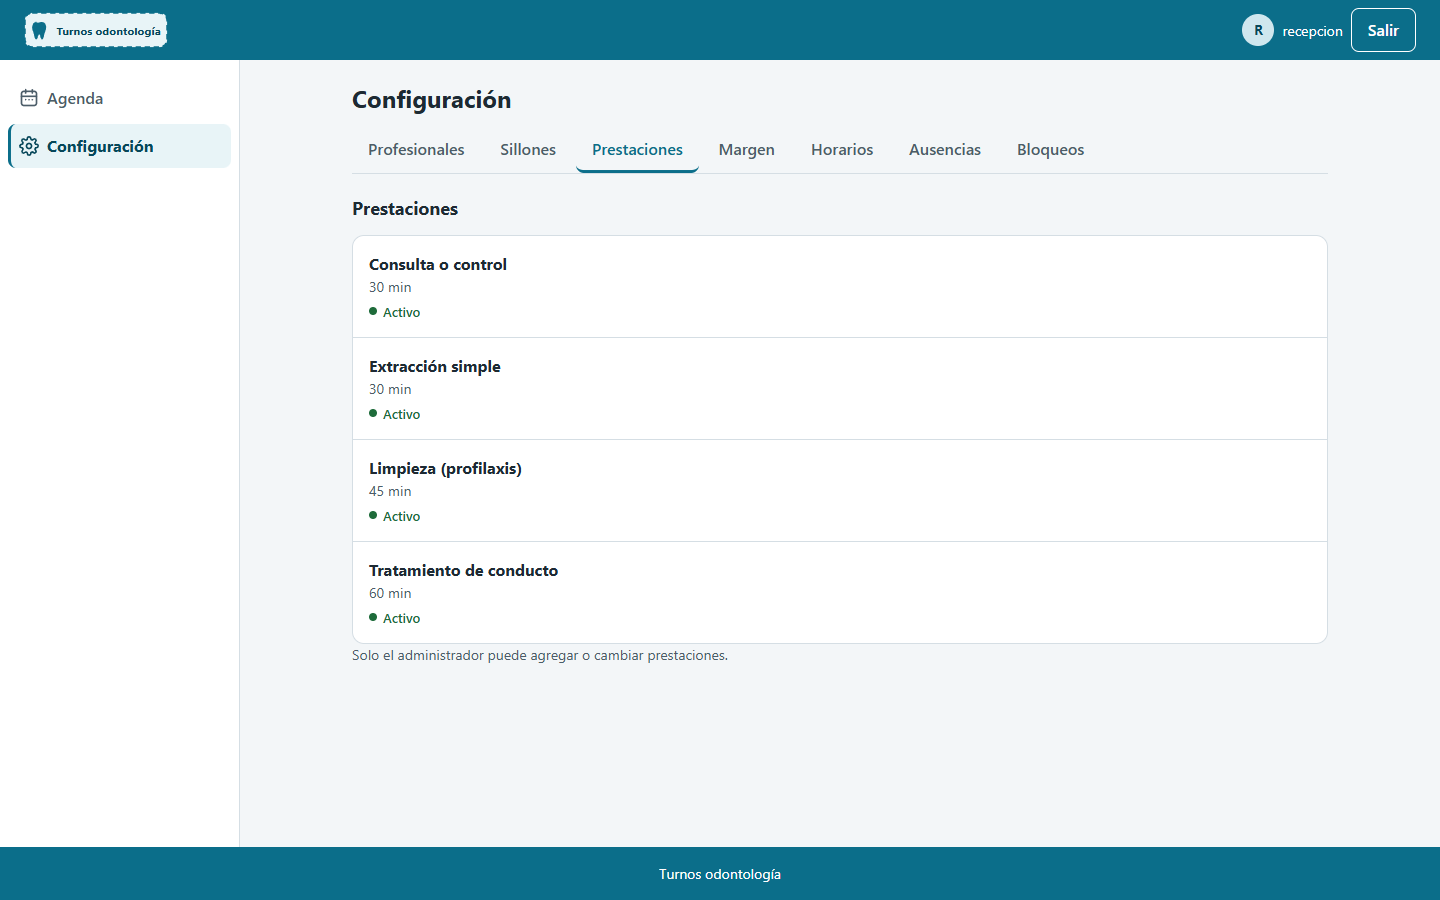 Turnos odontología
R
recepcion
Salir
Agenda
Configuración
Configuración
Profesionales
Sillones
Prestaciones
Margen
Horarios
Ausencias
Bloqueos
Prestaciones
Consulta o control
30 min
Activo
Extracción simple
30 min
Activo
Limpieza (profilaxis)
45 min
Activo
Tratamiento de conducto
60 min
Activo
Solo el administrador puede agregar o cambiar prestaciones.
Turnos odontología